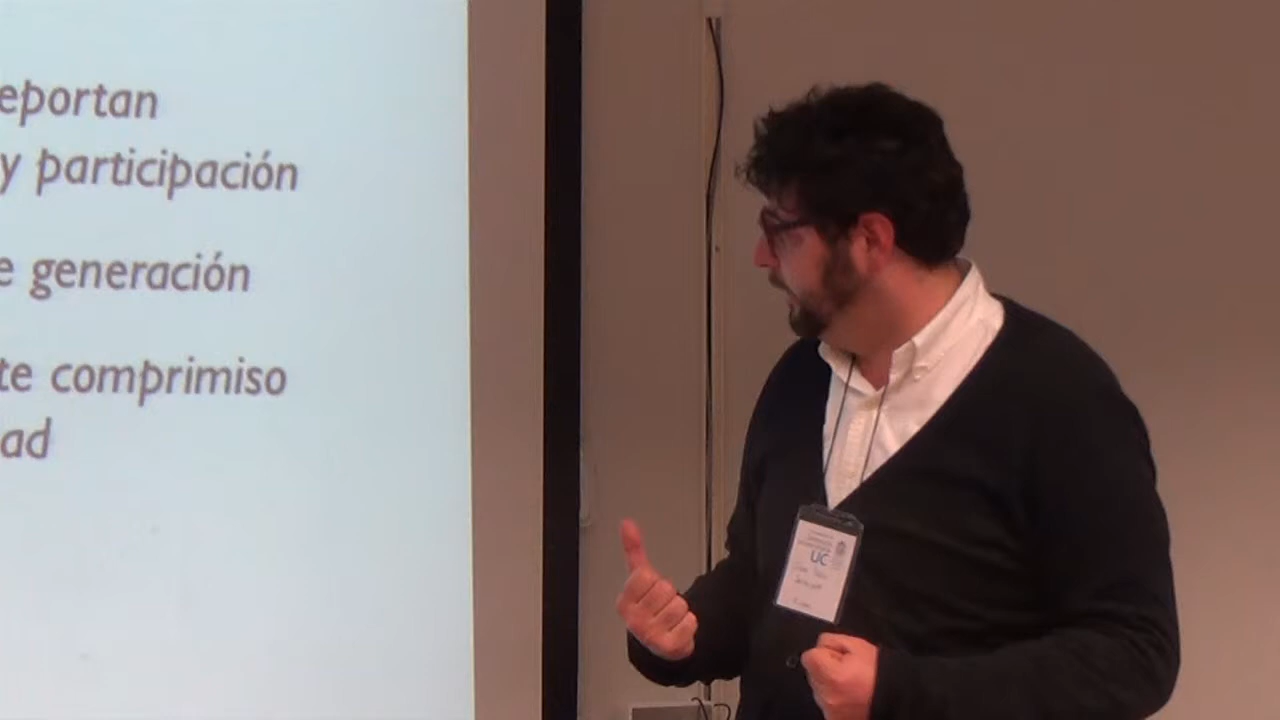 eportan
y participación
e generación
te comprimiso
ad
UC